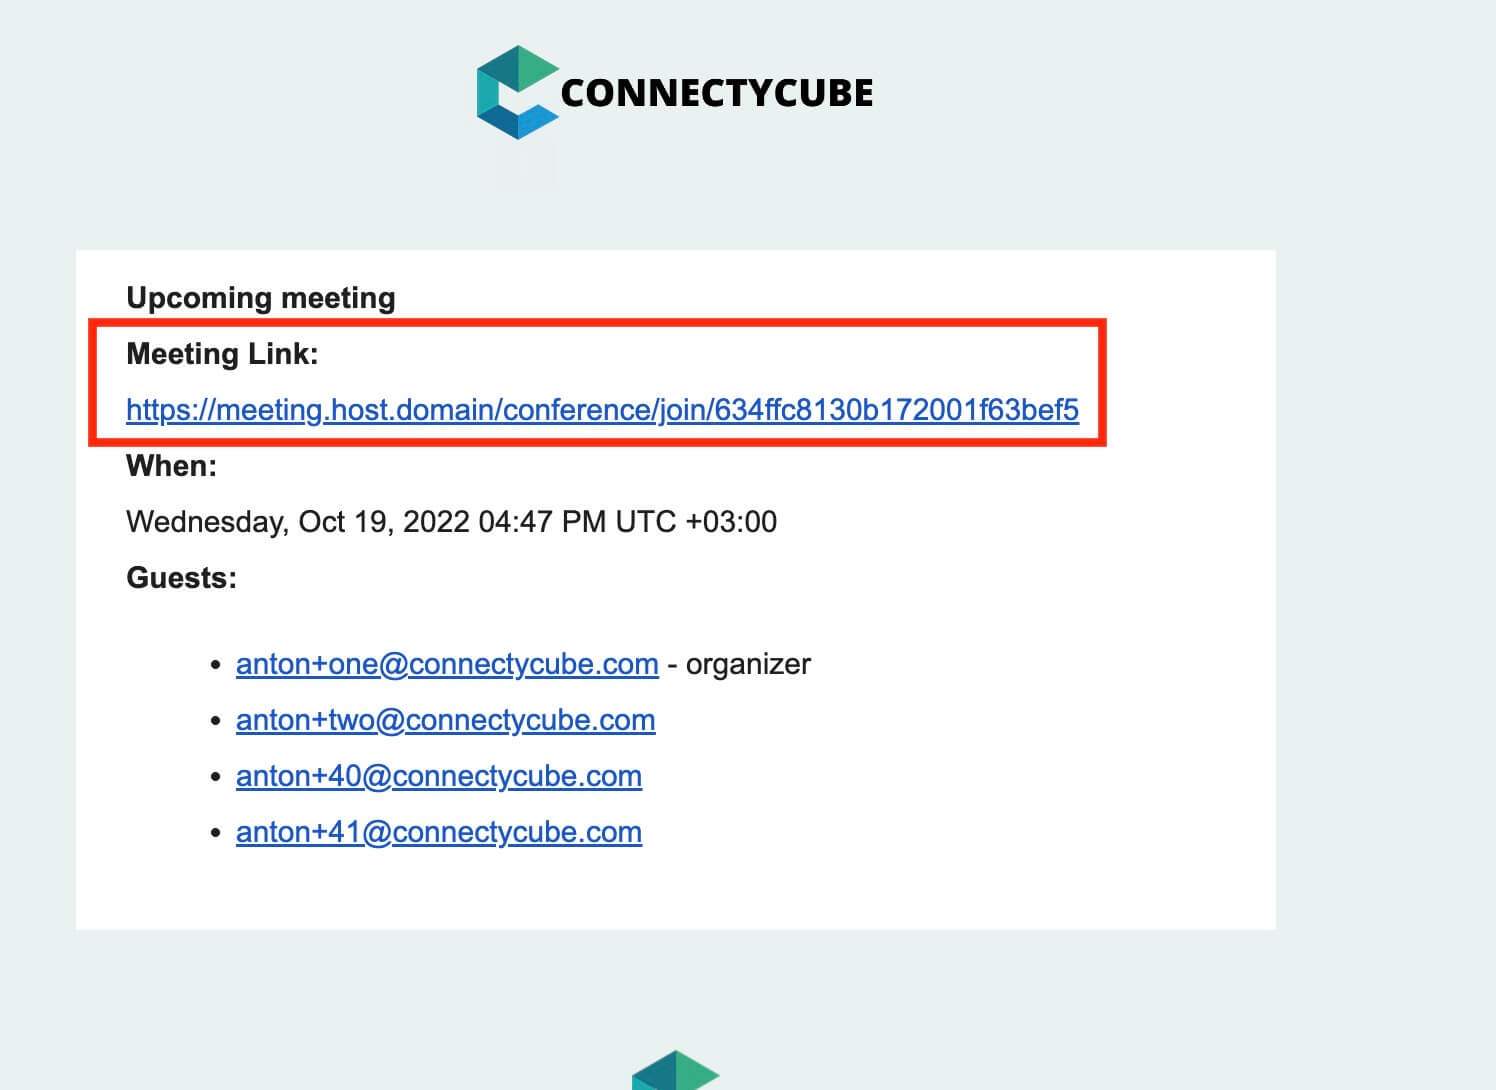 CONNECTYCUBE
Upcoming meeting
Meeting Link:
https://meeting.host.domain/conference/join/634ffc8130b172001f63bef5
When:
Wednesday, Oct 19, 2022 04:47 PM UTC +03:00
Guests:
• anton+one@connectycube.com - organizer
• anton+two@connectycube.com
• anton+40@connectycube.com
• anton+41@connectycube.com